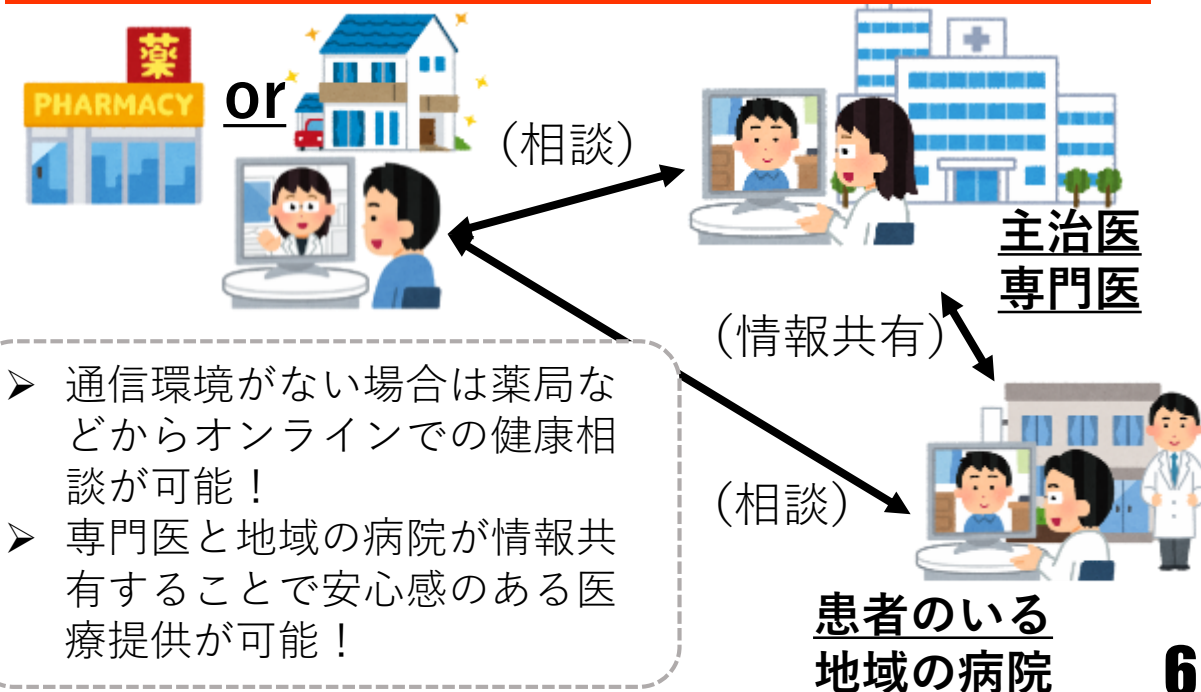 薬
PHARMACY
or
（相談）
主治医
専門医
（情報共有）
➢ 通信環境がない場合は薬局な
どからオンラインでの健康相
談が可能！
➢ 専門医と地域の病院が情報共
有することで安心感のある医
療提供が可能！
（相談）
患者のいる
地域の病院
6